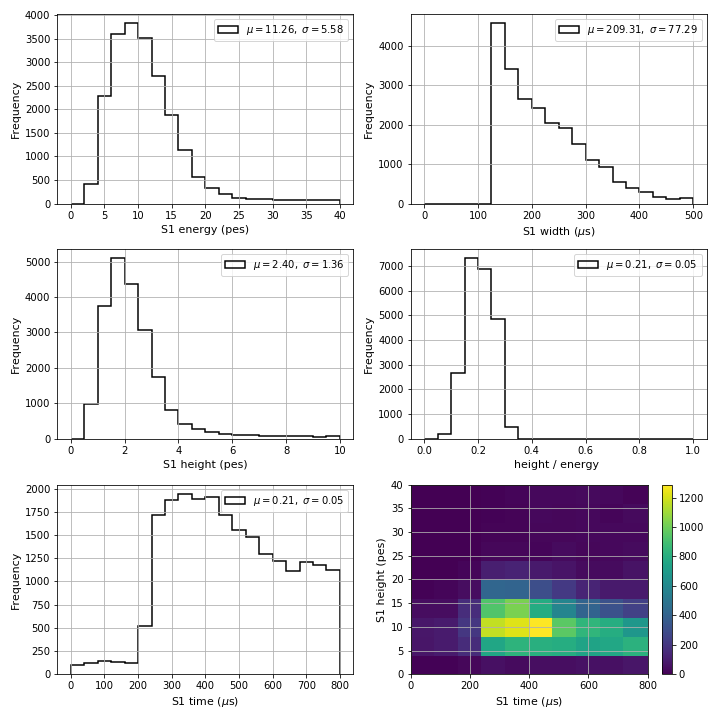 4000
3500
3000
2500
2000
1500
1000
500
0
Frequency
μ = 11.26, σ = 5.58
0 5 10 15 20 25 30 35 40
S1 energy (pes)
4000
3000
2000
1000
0
Frequency
μ = 209.31, σ = 77.29
0 100 200 300 400 500
S1 width (μs)
5000
4000
3000
2000
1000
0
Frequency
μ = 2.40, σ = 1.36
0 2 4 6 8 10
S1 height (pes)
7000
6000
5000
4000
3000
2000
1000
0
Frequency
μ = 0.21, σ = 0.05
0.0 0.2 0.4 0.6 0.8 1.0
height / energy
2000
1750
1500
1250
1000
750
500
250
0
Frequency
μ = 0.21, σ = 0.05
0 100 200 300 400 500 600 700 800
S1 time (μs)
40
35
30
25
20
15
10
5
0
S1 height (pes)
0 200 400 600 800
S1 time (μs)
1200
1000
800
600
400
200
0